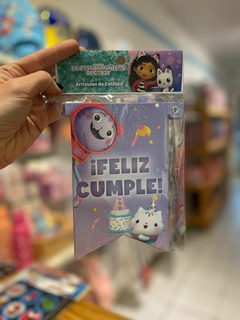 Artículos de Cotillón
¡FELIZ
CUMPLE!